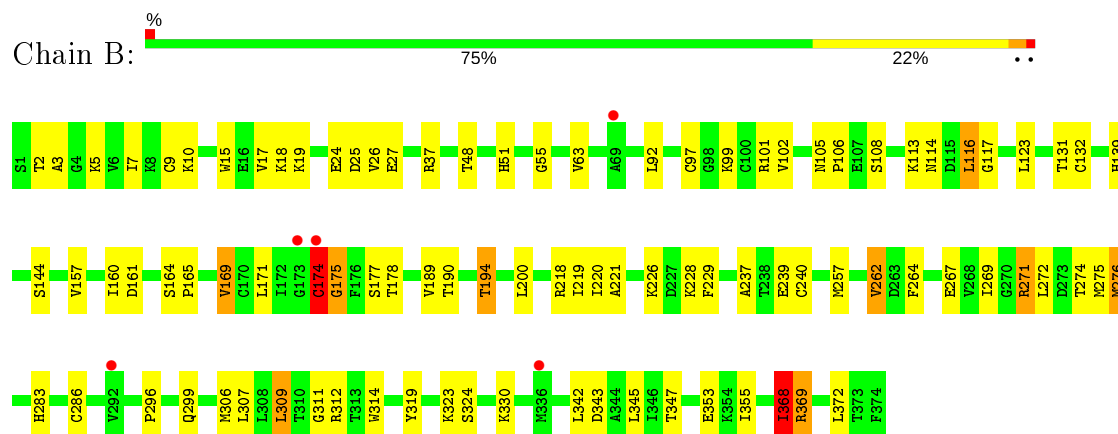 %
Chain B:
75% 22% • •
S1 T2 A3 G4 K5 V6 I7 K8 C9 K10 W15 E16 V17 K18 K19 E24 D25 V26 E27 R37 T48 H51 G55 V63 A69 L92 C97 G98 K99 C100 R101 V102 N105 P106 E107 S108 K113 N114 D115 L116 G117 L123 T131 C132 H139
S144 V157 I160 D161 S164 P165 V169 C170 L171 I172 G173 C174 G175 F176 S177 T178 V189 T190 T194 L200 R218 I219 I220 A221 K226 D227 K228 F229 A237 T238 E239 C240 M257 V262 D263 F264 E267 V268 I269 G270 R271 L272 D273 T274 M275 M276
H283 C286 V292 P296 Q299 M306 L307 L308 L309 T310 G311 R312 T313 W314 Y319 K323 S324 K330 M336 L342 D343 A344 L345 I346 T347 E353 K354 I355 I368 R369 L372 T373 F374